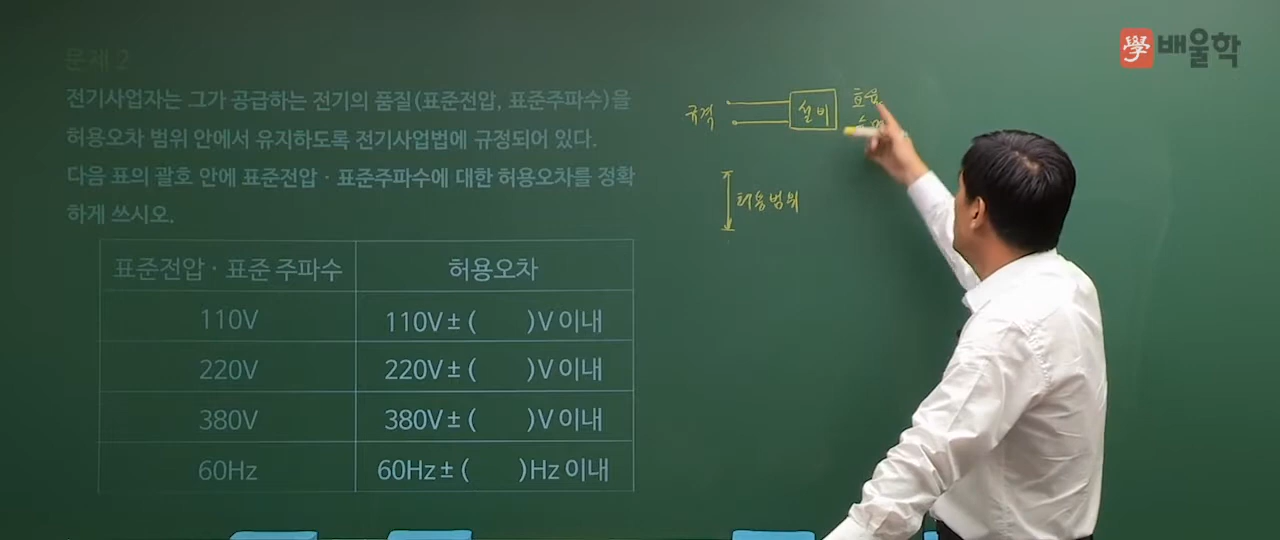 문제 2
전기사업자는 그가 공급하는 전기의 품질(표준전압, 표준주파수)을
허용오차 범위 안에서 유지하도록 전기사업법에 규정되어 있다.
다음 표의 괄호 안에 표준전압 · 표준주파수에 대한 허용오차를 정확
하게 쓰시오.
표준전압 · 표준 주파수 허용오차
110V 110V ± ( )V 이내
220V 220V ± ( )V 이내
380V 380V ± ( )V 이내
60Hz 60Hz ± ( )Hz 이내
규격 설비 효율
허용범위
學 배울학